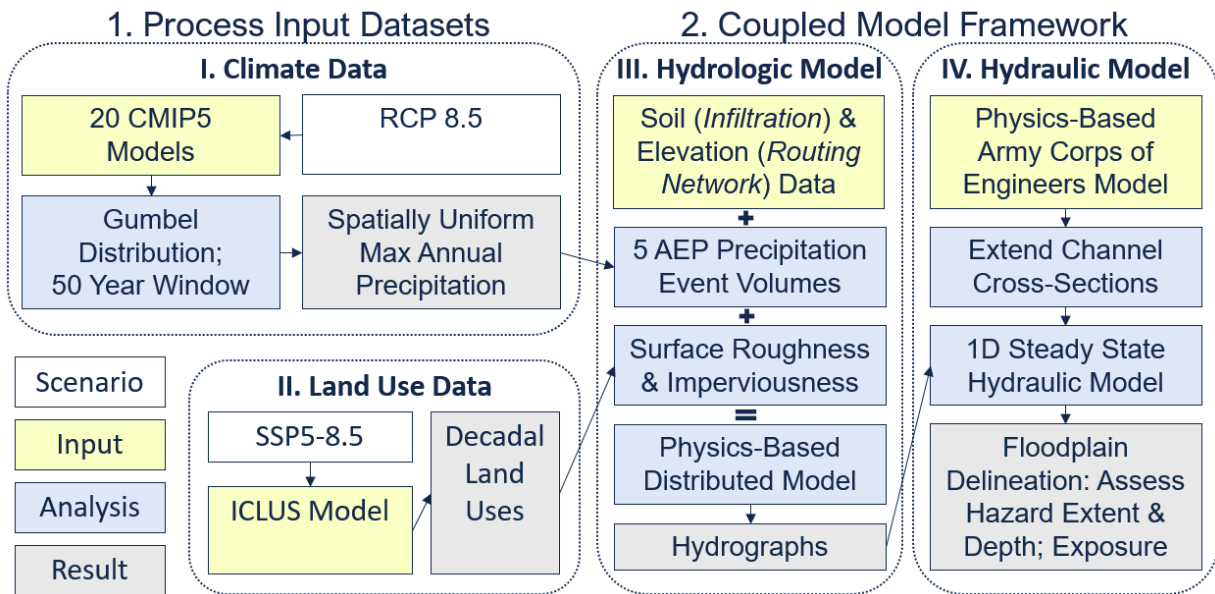 1. Process Input Datasets
I. Climate Data
20 CMIP5
Models
RCP 8.5
Gumbel
Distribution;
50 Year Window
Spatially Uniform
Max Annual
Precipitation
Scenario
Input
Analysis
Result
II. Land Use Data
SSP5-8.5
ICLUS Model
Decadal
Land
Uses
2. Coupled Model Framework
III. Hydrologic Model
Soil (Infiltration) &
Elevation (Routing
Network) Data
+
5 AEP Precipitation
Event Volumes
+
Surface Roughness
& Imperviousness
=
Physics-Based
Distributed Model
Hydrographs
IV. Hydraulic Model
Physics-Based
Army Corps of
Engineers Model
Extend Channel
Cross-Sections
1D Steady State
Hydraulic Model
Floodplain
Delineation: Assess
Hazard Extent &
Depth; Exposure